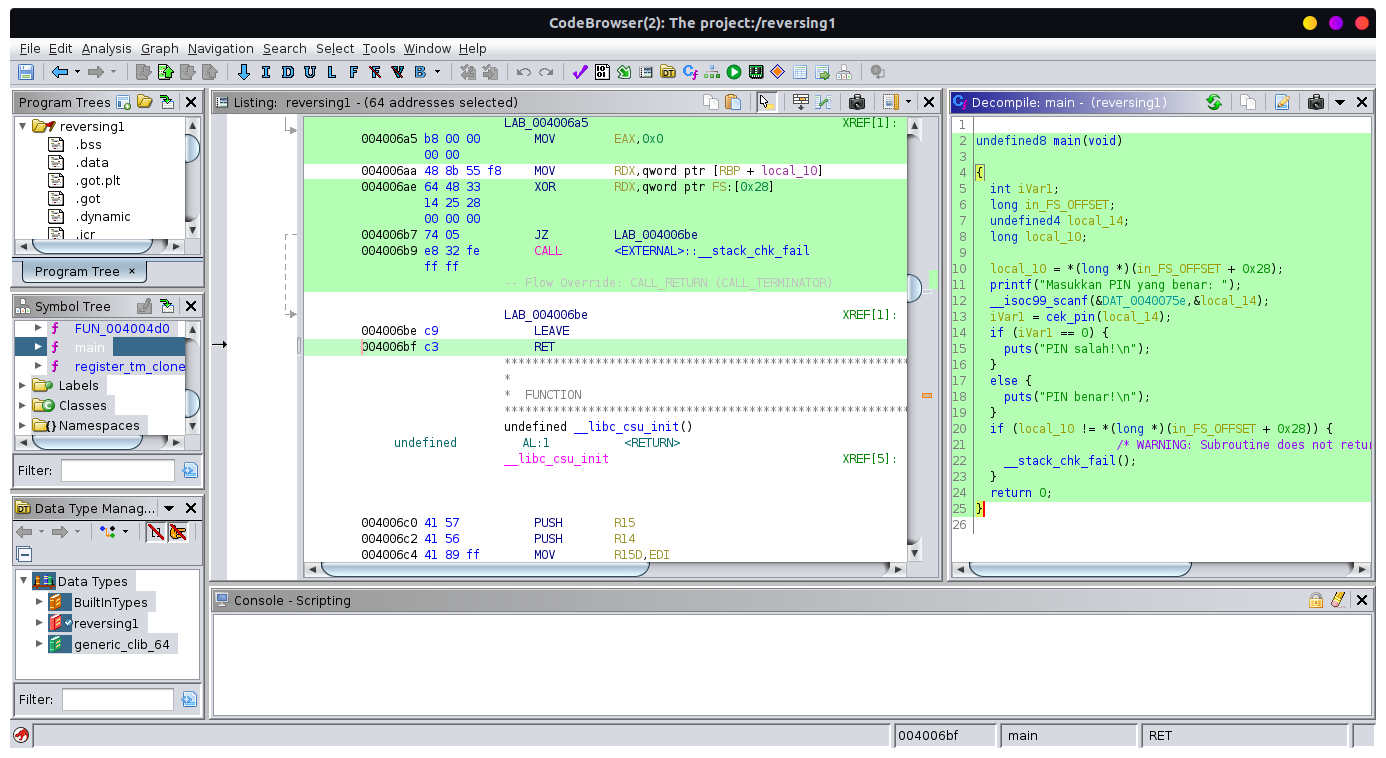 CodeBrowser(2): The project:/reversing1
File Edit Analysis Graph Navigation Search Select Tools Window Help
I D U L F B
Program Trees
reversing1
.bss
.data
.got.plt
.got
.dynamic
.jcr
Program Tree ×
Symbol Tree
f FUN_004004d0
f main
f register_tm_clone
Labels
Classes
Namespaces
Filter:
Data Type Manag...
Data Types
BuiltInTypes
reversing1
generic_clib_64
Filter:
Listing: reversing1 - (64 addresses selected)
LAB_004006a5 XREF[1]:
004006a5 b8 00 00 MOV EAX,0x0
00 00
004006aa 48 8b 55 f8 MOV RDX,qword ptr [RBP + local_10]
004006ae 64 48 33 XOR RDX,qword ptr FS:[0x28]
14 25 28
00 00 00
004006b7 74 05 JZ LAB_004006be
004006b9 e8 32 fe CALL <EXTERNAL>::__stack_chk_fail
ff ff
-- Flow Override: CALL_RETURN (CALL_TERMINATOR)
LAB_004006be XREF[1]:
004006be c9 LEAVE
004006bf c3 RET
*
* FUNCTION
undefined __libc_csu_init()
undefined AL:1 <RETURN>
__libc_csu_init XREF[5]:
004006c0 41 57 PUSH R15
004006c2 41 56 PUSH R14
004006c4 41 89 ff MOV R15D,EDI
Decompile: main - (reversing1)
1
2 undefined8 main(void)
3
4 {
5 int iVar1;
6 long in_FS_OFFSET;
7 undefined4 local_14;
8 long local_10;
9
10 local_10 = *(long *)(in_FS_OFFSET + 0x28);
11 printf("Masukkan PIN yang benar: ");
12 __isoc99_scanf(&DAT_0040075e,&local_14);
13 iVar1 = cek_pin(local_14);
14 if (iVar1 == 0) {
15 puts("PIN salah!\n");
16 }
17 else {
18 puts("PIN benar!\n");
19 }
20 if (local_10 != *(long *)(in_FS_OFFSET + 0x28)) {
21 /* WARNING: Subroutine does not retu
22 __stack_chk_fail();
23 }
24 return 0;
25 }
26
Console - Scripting
004006bf main RET